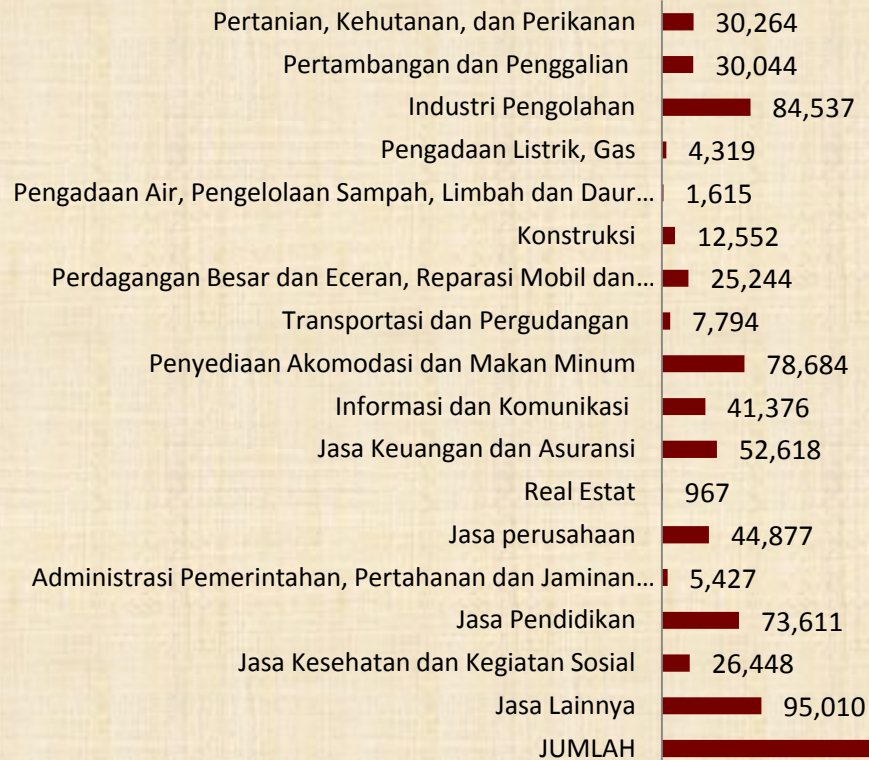 Pertanian, Kehutanan, dan Perikanan 30,264
Pertambangan dan Penggalian 30,044
Industri Pengolahan 84,537
Pengadaan Listrik, Gas 4,319
Pengadaan Air, Pengelolaan Sampah, Limbah dan Daur… 1,615
Konstruksi 12,552
Perdagangan Besar dan Eceran, Reparasi Mobil dan… 25,244
Transportasi dan Pergudangan 7,794
Penyediaan Akomodasi dan Makan Minum 78,684
Informasi dan Komunikasi 41,376
Jasa Keuangan dan Asuransi 52,618
Real Estat 967
Jasa perusahaan 44,877
Administrasi Pemerintahan, Pertahanan dan Jaminan… 5,427
Jasa Pendidikan 73,611
Jasa Kesehatan dan Kegiatan Sosial 26,448
Jasa Lainnya 95,010
JUMLAH